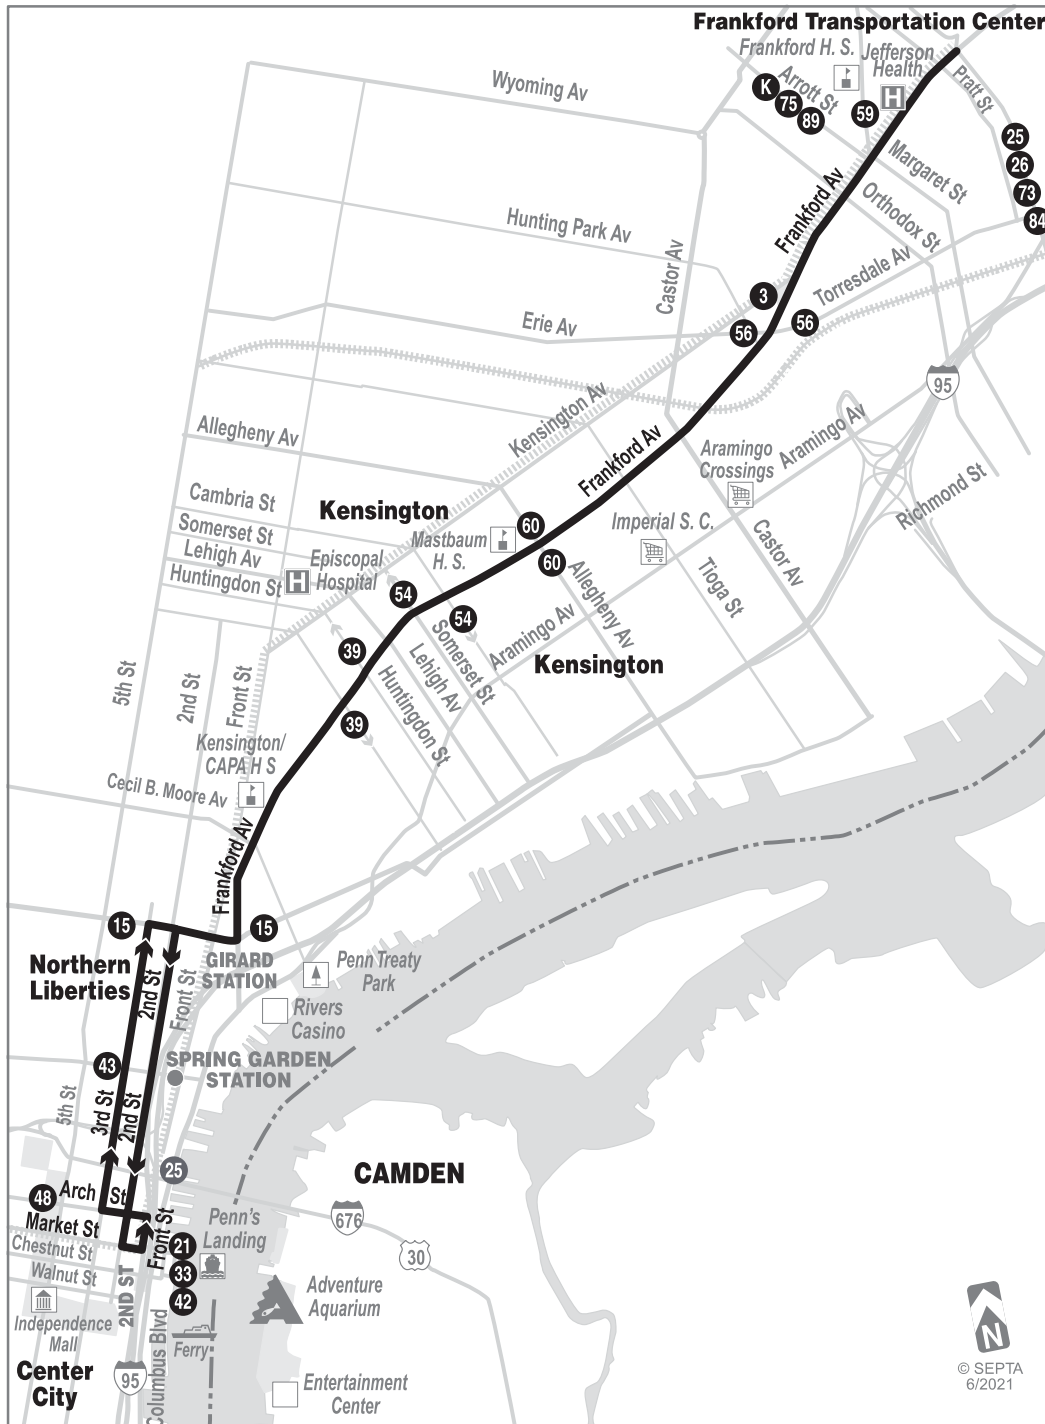 Frankford Transportation Center
Frankford H. S.
Jefferson
Health
Wyoming Av
Arrott St
Pratt St
K
75
89
59
25
26
73
84
Margaret St
Orthodox St
Frankford Av
Hunting Park Av
Castor Av
Torresdale Av
3
56
56
Erie Av
95
Kensington Av
Allegheny Av
Frankford Av
Aramingo
Crossings
Aramingo Av
Richmond St
Cambria St
Kensington
Somerset St
Mastbaum
H. S.
60
Imperial S. C.
Lehigh Av
Episcopal
Hospital
Huntingdon St
60
Castor Av
Tioga St
Allegheny Av
54
54
Aramingo Av
Somerset St
Lehigh Av
Kensington
39
Huntingdon St
39
5th St
2nd St
Front St
Kensington/
CAPA H S
Cecil B. Moore Av
Frankford Av
15
15
Northern
Liberties
GIRARD
STATION
2nd St
Front St
Penn Treaty
Park
Rivers
Casino
43
SPRING GARDEN
STATION
5th St
3rd St
2nd St
25
CAMDEN
48
Arch St
Market St
Front St
Penn's
Landing
676
30
Chestnut St
21
Walnut St
33
42
2ND ST
Adventure
Aquarium
Independence
Mall
Columbus Blvd
Ferry
Center
City
95
Entertainment
Center
N
© SEPTA
6/2021